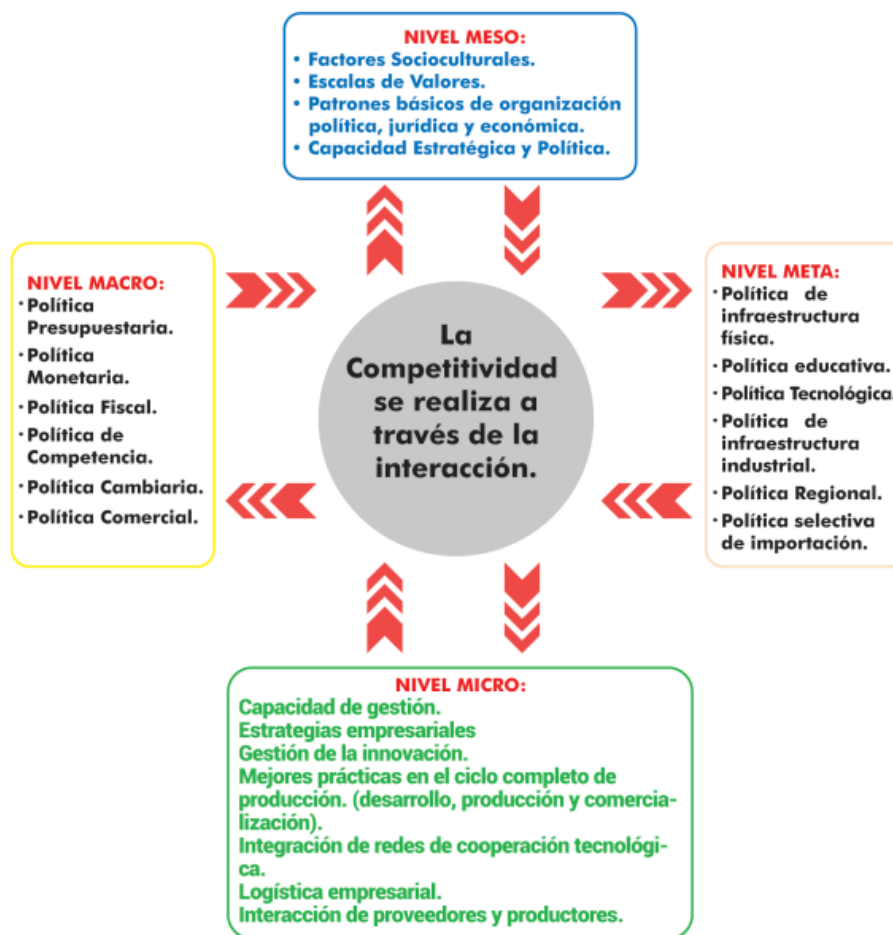 NIVEL MESO:
• Factores Socioculturales.
• Escalas de Valores.
• Patrones básicos de organización
política, jurídica y económica.
• Capacidad Estratégica y Política.
NIVEL MACRO:
· Política
Presupuestaria.
· Política
Monetaria.
· Política Fiscal.
· Política de
Competencia.
· Política Cambiaria.
· Política Comercial.
La
Competitividad
se realiza a
través de la
interacción.
NIVEL META:
· Política de
infraestructura
física.
· Política educativa.
· Política Tecnológica.
· Política de
infraestructura
industrial.
· Política Regional.
· Política selectiva
de importación.
NIVEL MICRO:
Capacidad de gestión.
Estrategias empresariales
Gestión de la innovación.
Mejores prácticas en el ciclo completo de
producción. (desarrollo, producción y comercia-
lización).
Integración de redes de cooperación tecnológi-
ca.
Logística empresarial.
Interacción de proveedores y productores.